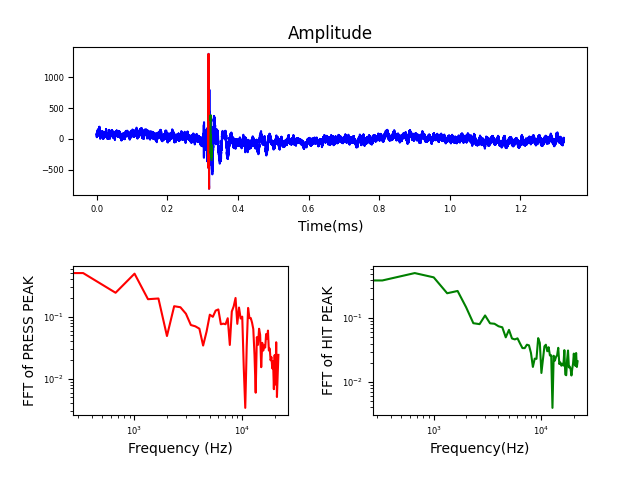 Amplitude
1000
500
0
−500
0.0 0.2 0.4 0.6 0.8 1.0 1.2
Time(ms)
FFT of PRESS PEAK
10⁻¹
10⁻²
10³ 10⁴
Frequency (Hz)
FFT of HIT PEAK
10⁻¹
10⁻²
10³ 10⁴
Frequency(Hz)